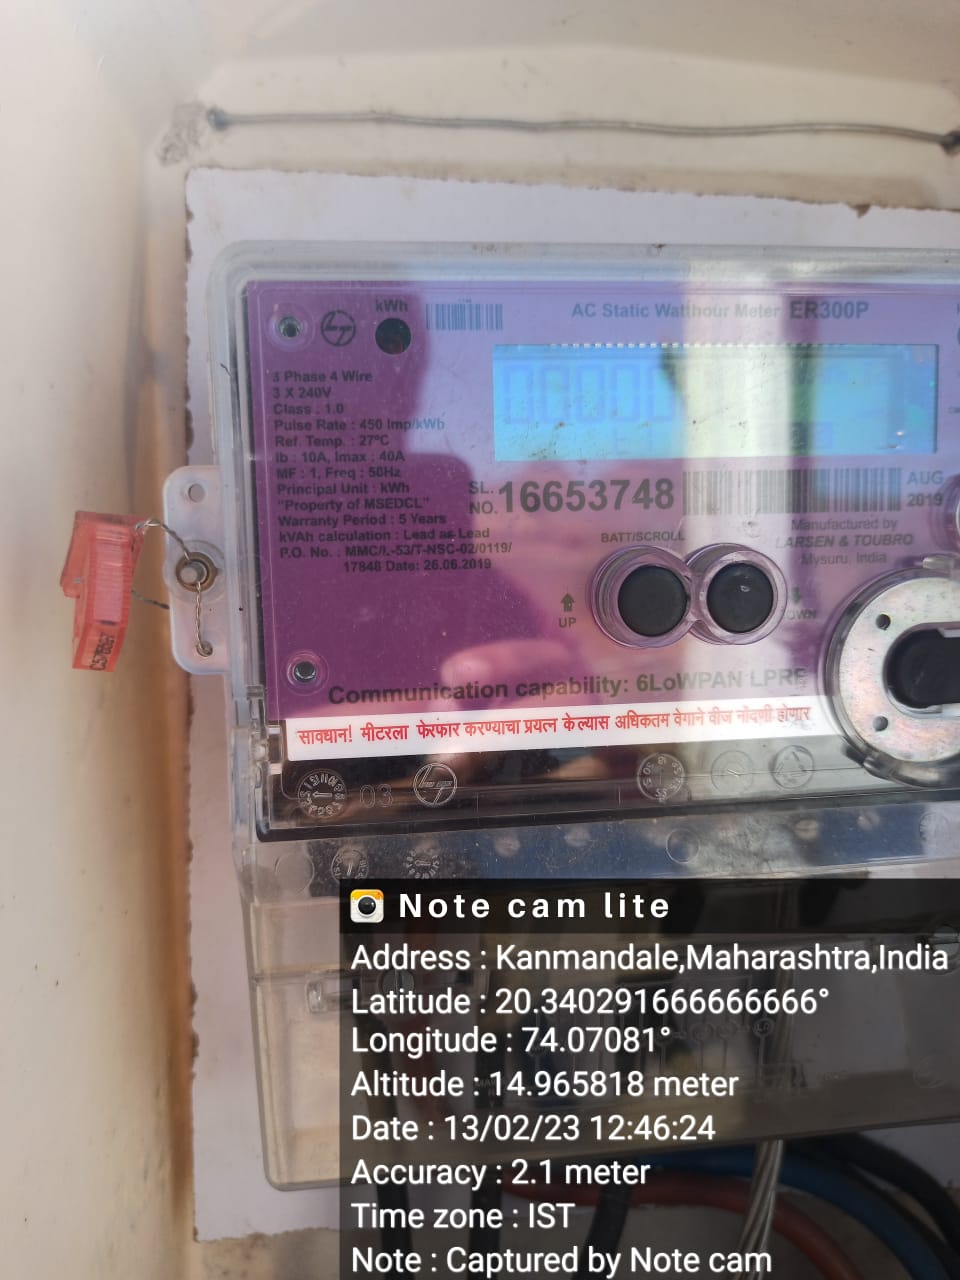 kWh
AC Static Watthour Meter ER300P
3 Phase 4 Wire
3 X 240V
Class : 1.0
Pulse Rate : 450 Imp/kWh
Ref. Temp. : 27°C
Ib : 10A, Imax : 40A
MF : 1, Freq : 50Hz
Principal Unit : kWh
"Property of MSEDCL"
Warranty Period : 5 Years
kVAh calculation : Lead as Lead
P.O. No. : MMC/L-53/T-NSC-02/0119/
17848 Date: 26.06.2019
SL. NO. 16653748
AUG 2019
Manufactured by
LARSEN & TOUBRO
Mysuru, India
BATT/SCROLL
UP
DOWN
Communication capability: 6LoWPAN LPRF
सावधान! मीटरला फेरफार करण्याचा प्रयत्न केल्यास अधिकतम वेगाने वीज नोंदणी होणार
03
Note cam lite
Address : Kanmandale,Maharashtra,India
Latitude : 20.340291666666666°
Longitude : 74.07081°
Altitude : 14.965818 meter
Date : 13/02/23 12:46:24
Accuracy : 2.1 meter
Time zone : IST
Note : Captured by Note cam